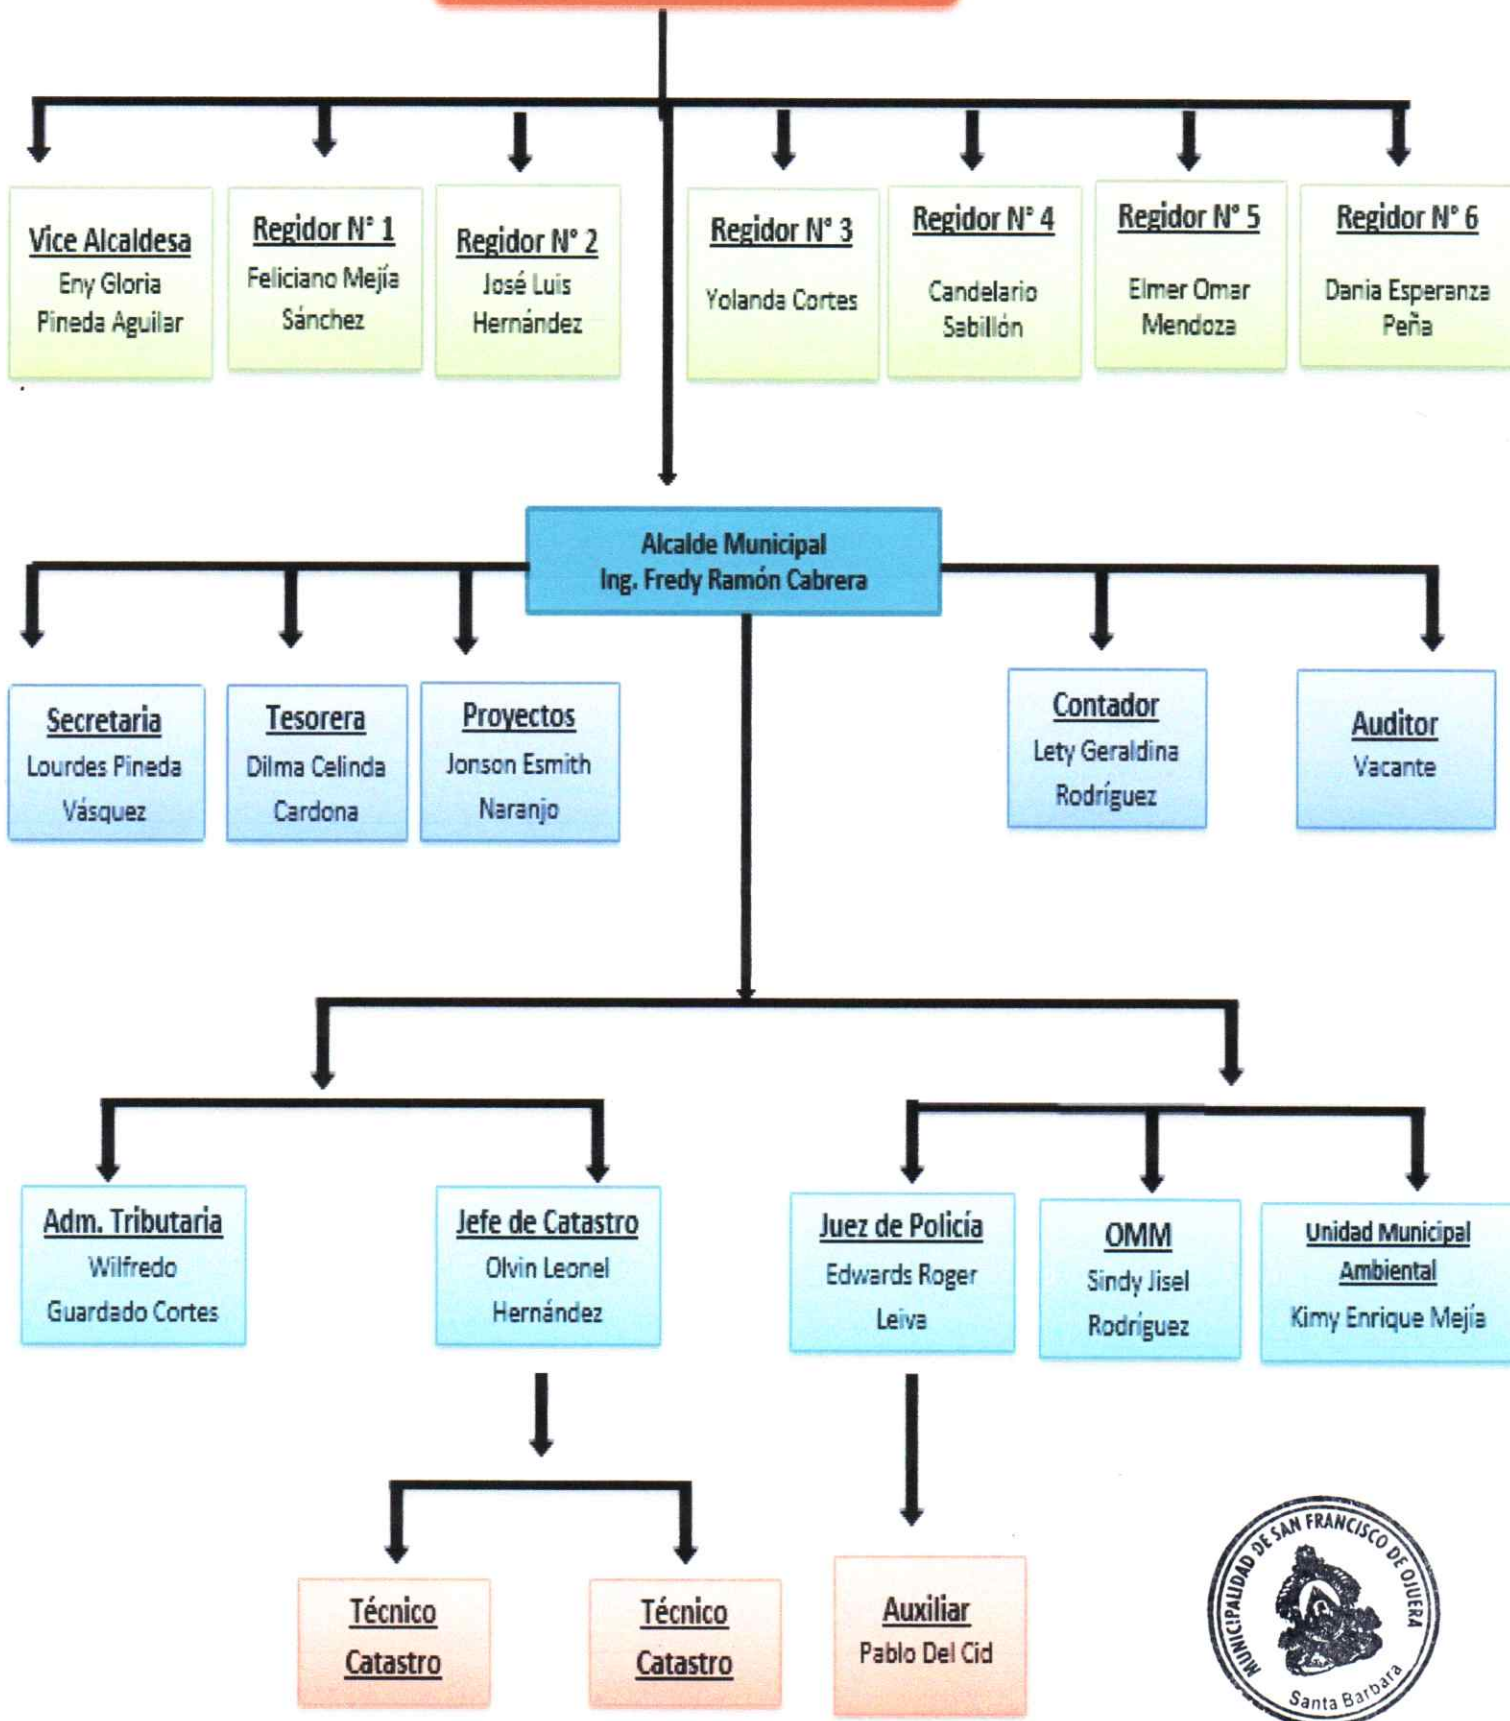 Vice Alcaldesa
Eny Gloria
Pineda Aguilar
Regidor N° 1
Feliciano Mejía
Sánchez
Regidor N° 2
José Luis
Hernández
Regidor N° 3
Yolanda Cortes
Regidor N° 4
Candelario
Sabillón
Regidor N° 5
Elmer Omar
Mendoza
Regidor N° 6
Dania Esperanza
Peña
Alcalde Municipal
Ing. Fredy Ramón Cabrera
Secretaria
Lourdes Pineda
Vásquez
Tesorera
Dilma Celinda
Cardona
Proyectos
Jonson Esmith
Naranjo
Contador
Lety Geraldina
Rodríguez
Auditor
Vacante
Adm. Tributaria
Wilfredo
Guardado Cortes
Jefe de Catastro
Olvin Leonel
Hernández
Juez de Policía
Edwards Roger
Leiva
OMM
Sindy Jisel
Rodríguez
Unidad Municipal
Ambiental
Kimy Enrique Mejía
Técnico
Catastro
Técnico
Catastro
Auxiliar
Pablo Del Cid
MUNICIPALIDAD DE SAN FRANCISCO DE OJUERA
Santa Barbara